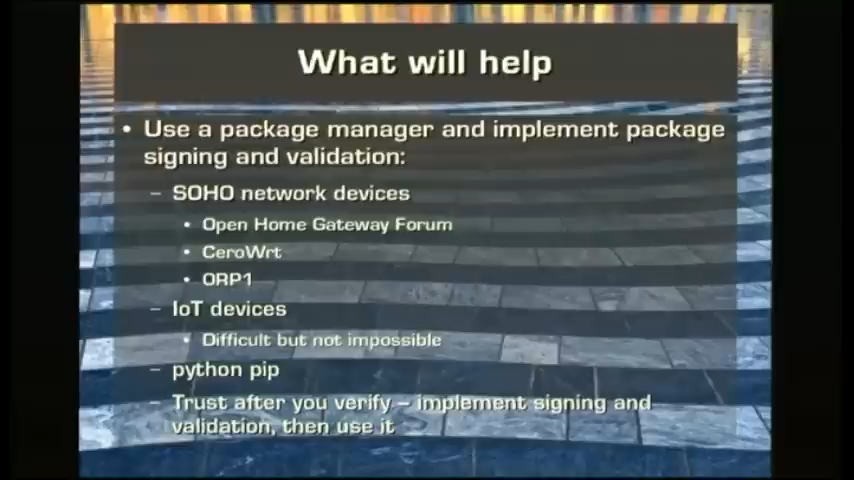 What will help
• Use a package manager and implement package
signing and validation:
– SOHO network devices
• Open Home Gateway Forum
• CeroWrt
• ORP1
– IoT devices
• Difficult but not impossible
– python pip
– Trust after you verify – implement signing and
validation, then use it